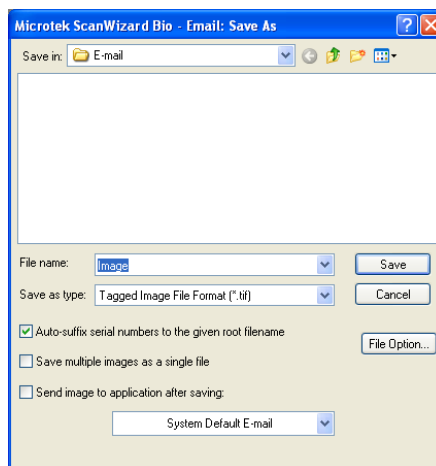 Microtek ScanWizard Bio - Email: Save As
Save in: E-mail
File name: Image Save
Save as type: Tagged Image File Format (*.tif) Cancel
Auto-suffix serial numbers to the given root filename
File Option...
Save multiple images as a single file
Send image to application after saving:
System Default E-mail